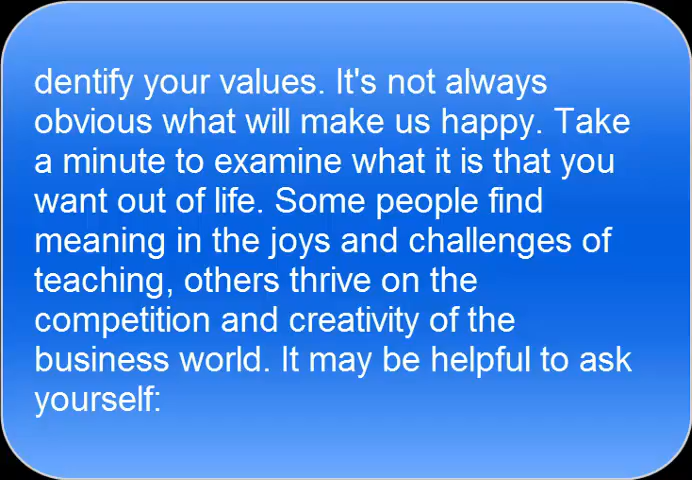 dentify your values. It's not always
obvious what will make us happy. Take
a minute to examine what it is that you
want out of life. Some people find
meaning in the joys and challenges of
teaching, others thrive on the
competition and creativity of the
business world. It may be helpful to ask
yourself: